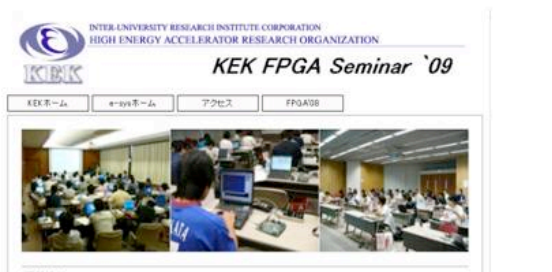 INTER-UNIVERSITY RESEARCH INSTITUTE CORPORATION
HIGH ENERGY ACCELERATOR RESEARCH ORGANIZATION
KEK
KEK FPGA Seminar `09
KEKホーム
e-sysホーム
アクセス
FPGA'08